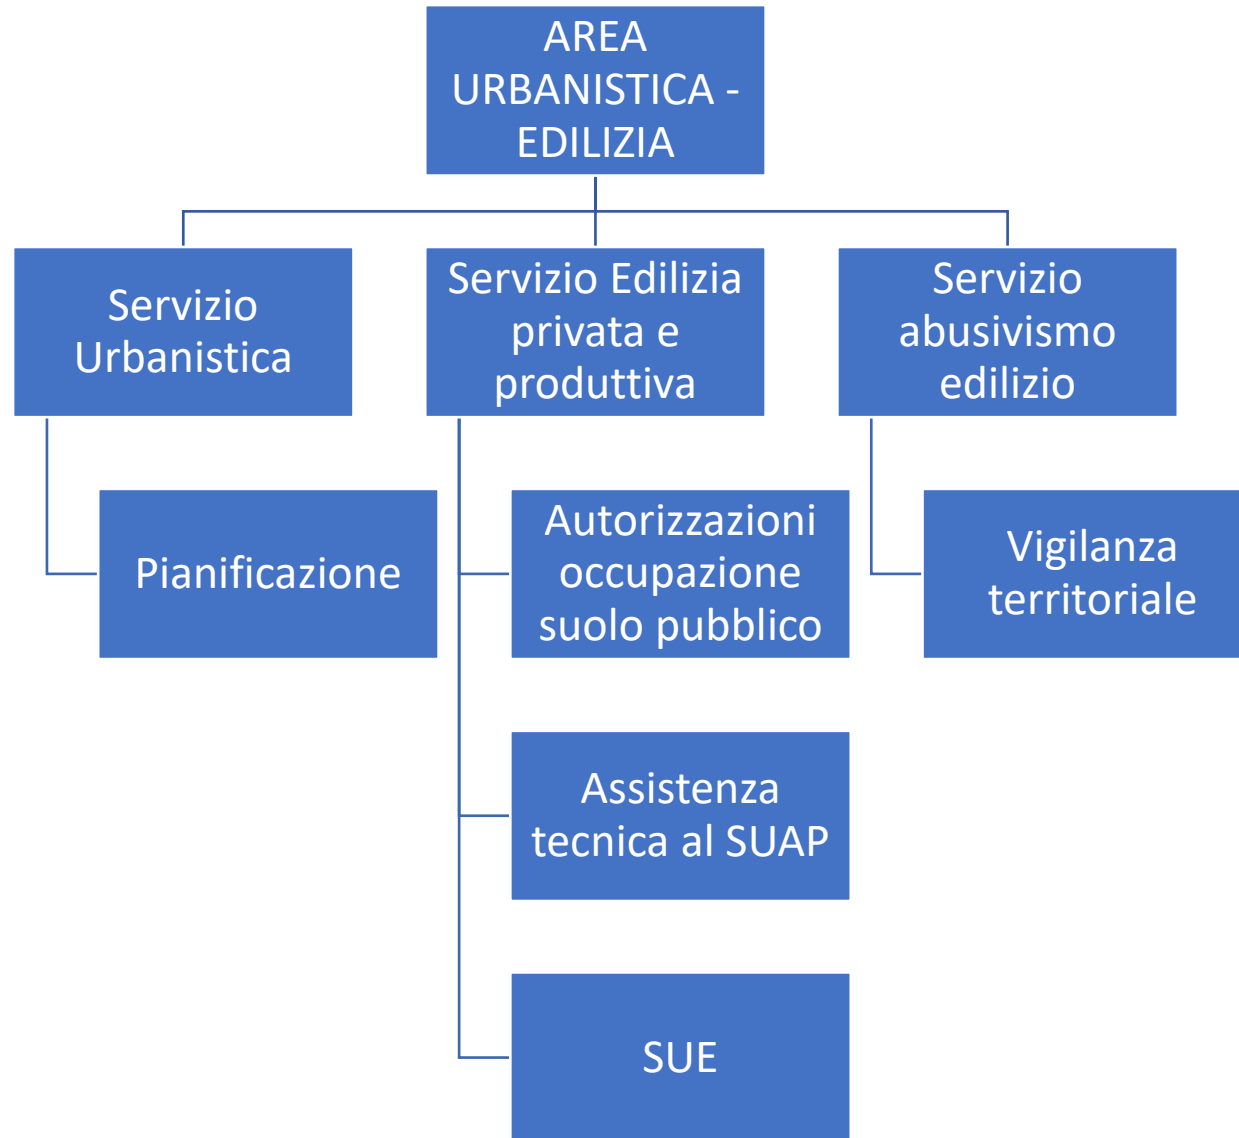 AREA
URBANISTICA -
EDILIZIA
Servizio
Urbanistica
Servizio Edilizia
privata e
produttiva
Servizio
abusivismo
edilizio
Pianificazione
Autorizzazioni
occupazione
suolo pubblico
Vigilanza
territoriale
Assistenza
tecnica al SUAP
SUE